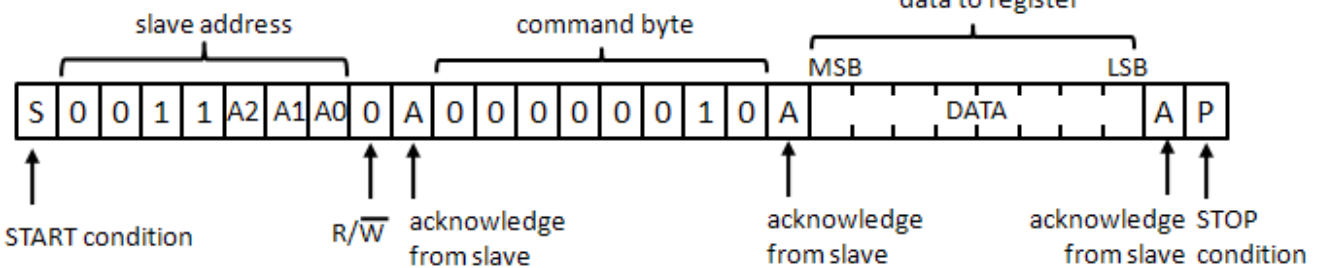 data to register
slave address
command byte
MSB
LSB
S 0 0 1 1 A2 A1 A0 0 A 0 0 0 0 0 0 1 0 A DATA A P
START condition
R/W̅
acknowledge
from slave
acknowledge
from slave
acknowledge
from slave
STOP
condition